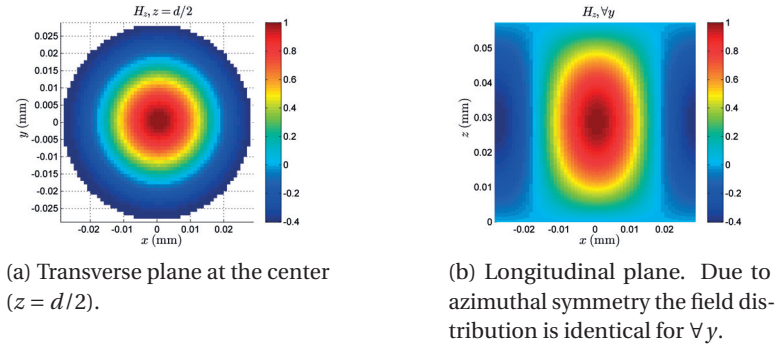 H_z, z = d/2
0.025
0.02
0.015
0.01
0.005
0
-0.005
-0.01
-0.015
-0.02
-0.025
y (mm)
-0.02 -0.01 0 0.01 0.02
x (mm)
1
0.8
0.6
0.4
0.2
0
-0.2
-0.4
H_z, ∀y
0.05
0.04
0.03
0.02
0.01
0
z (mm)
-0.02 -0.01 0 0.01 0.02
x (mm)
1
0.8
0.6
0.4
0.2
0
-0.2
-0.4
(a) Transverse plane at the center
(z = d/2).
(b) Longitudinal plane. Due to
azimuthal symmetry the field dis-
tribution is identical for ∀y.